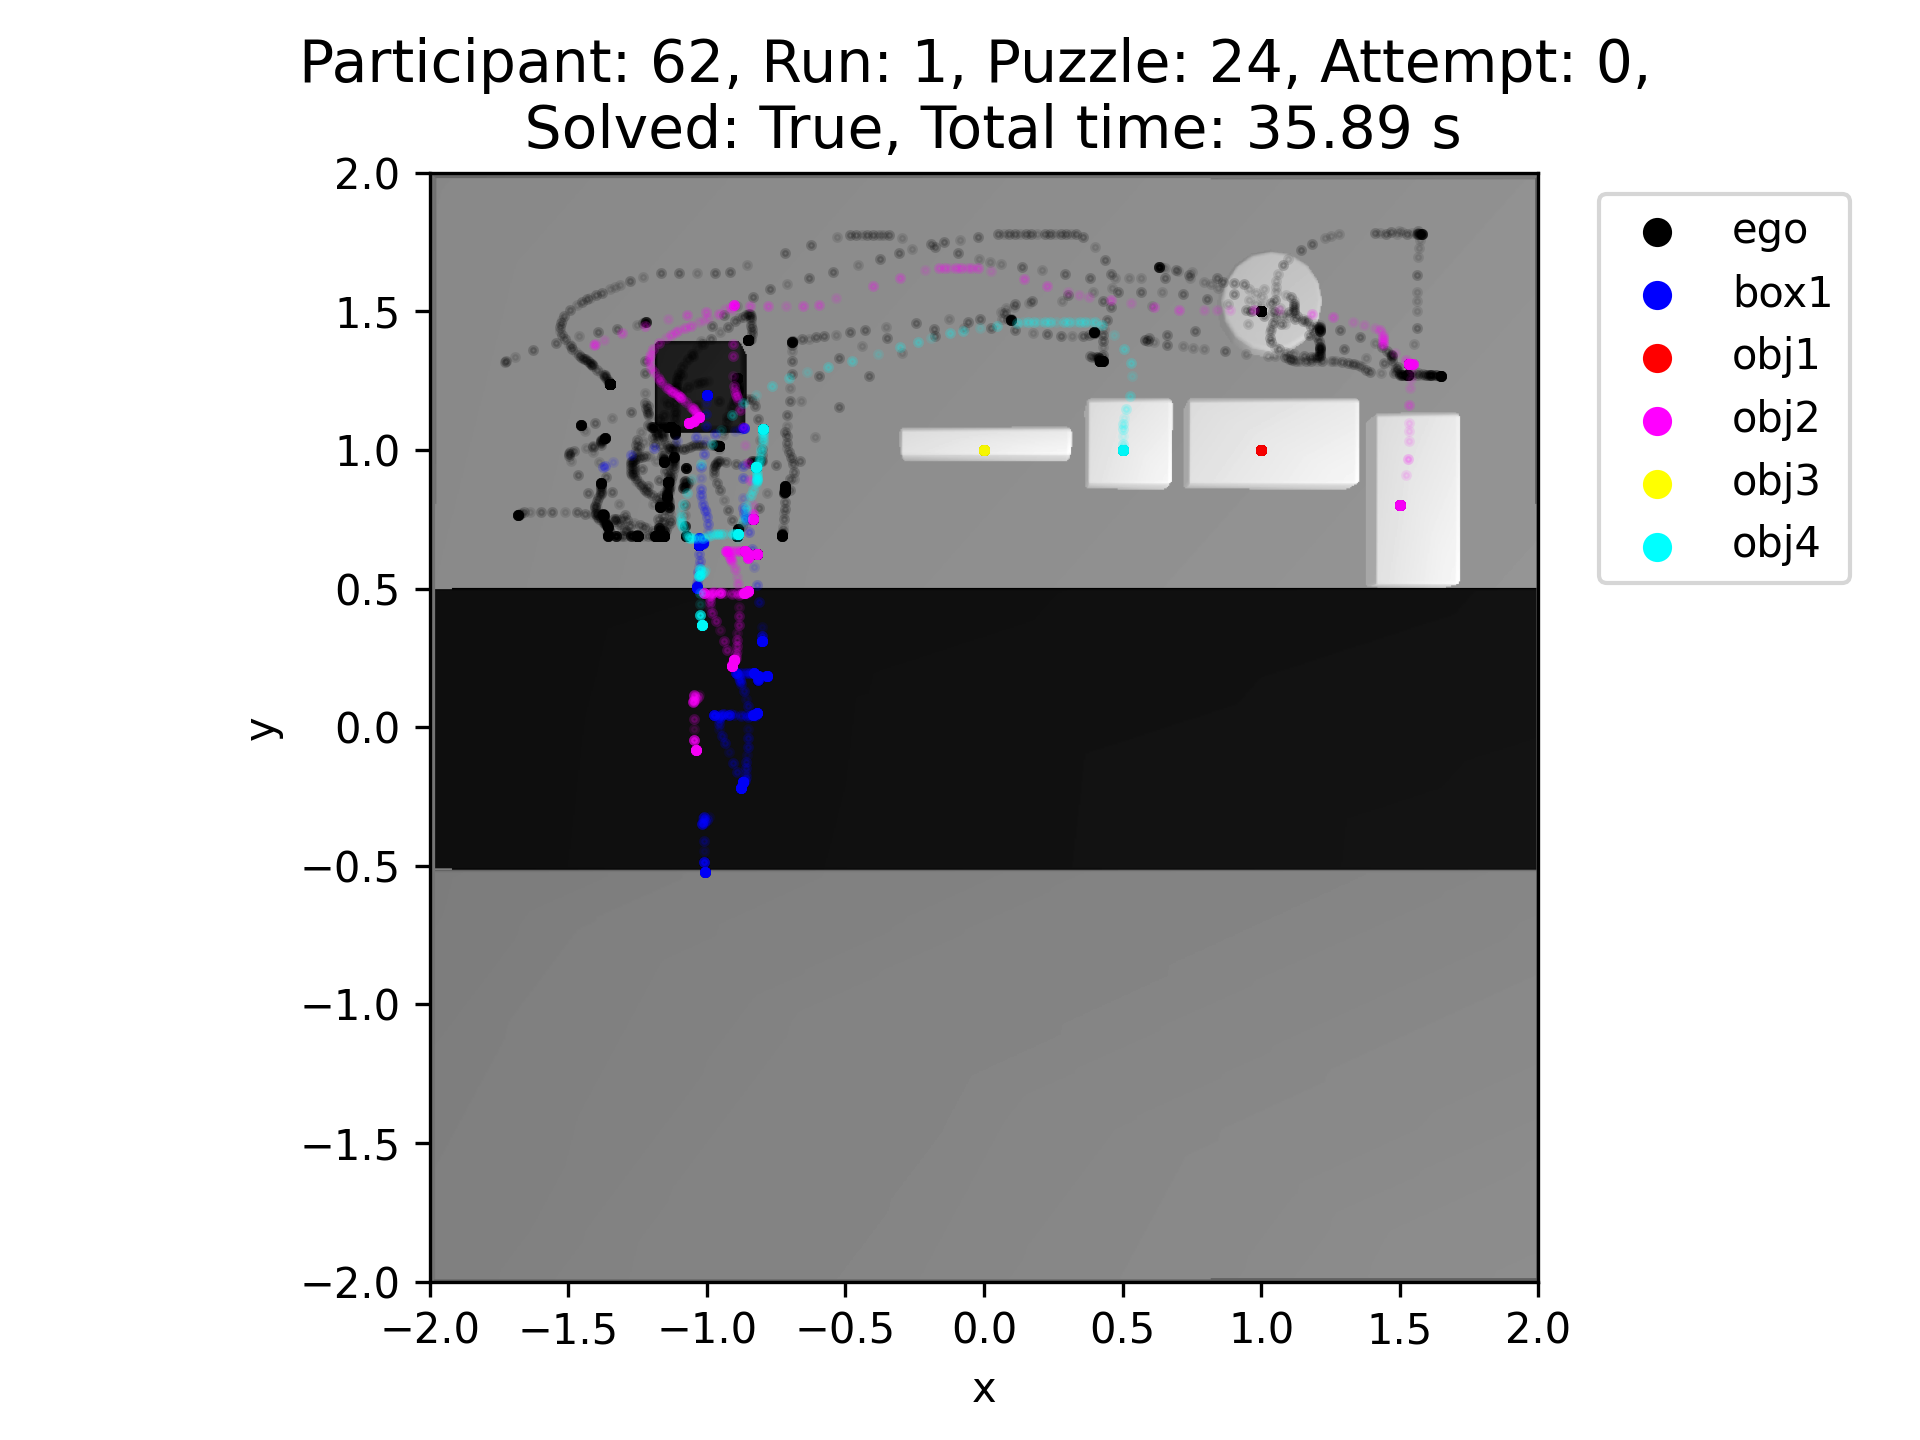 Participant: 62, Run: 1, Puzzle: 24, Attempt: 0,
Solved: True, Total time: 35.89 s
2.0
1.5
1.0
0.5
0.0
−0.5
−1.0
−1.5
−2.0
y
−2.0 −1.5 −1.0 −0.5 0.0 0.5 1.0 1.5 2.0
x
ego
box1
obj1
obj2
obj3
obj4